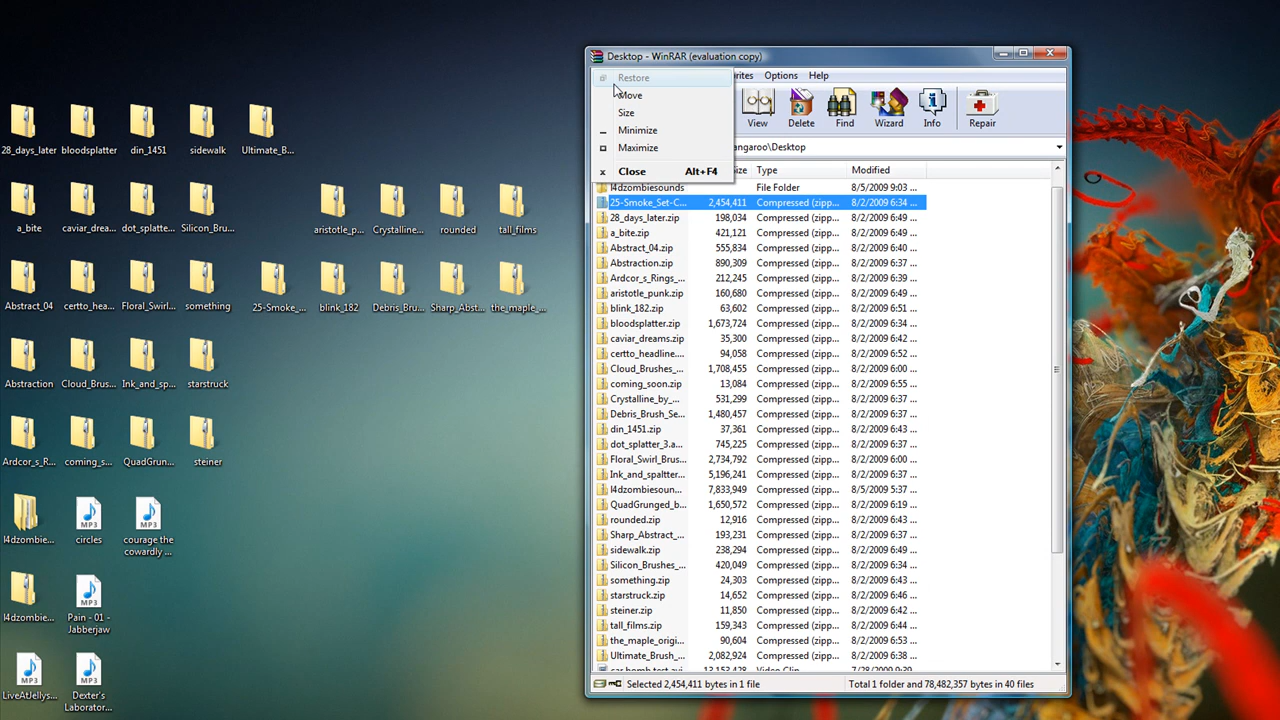 28_days_later
bloodsplatter
din_1451
sidewalk
Ultimate_B...
a_bite
caviar_drea...
dot_splatte...
Silicon_Bru...
aristotle_p...
Crystalline...
rounded
tall_films
Abstract_04
certto_hea...
Floral_Swirl...
something
25-Smoke_...
blink_182
Debris_Bru...
Sharp_Abst...
the_maple_...
Abstraction
Cloud_Brus...
Ink_and_sp...
starstruck
Ardcor_s_R...
coming_s...
QuadGrun...
steiner
l4dzombie...
circles
courage the
cowardly ...
l4dzombie...
Pain - 01 -
Jabberjaw
LiveAtJellys...
Dexter's
Laborator...
Desktop - WinRAR (evaluation copy)
Restore
Move
Size
Minimize
Maximize
Close Alt+F4
rites Options Help
View Delete Find Wizard Info Repair
angaroo\Desktop
Size Type Modified
l4dzombiesounds File Folder 8/5/2009 9:03 ...
25-Smoke_Set-C... 2,454,411 Compressed (zipp... 8/2/2009 6:34 ...
28_days_later.zip 198,034 Compressed (zipp... 8/2/2009 6:49 ...
a_bite.zip 421,121 Compressed (zipp... 8/2/2009 6:49 ...
Abstract_04.zip 555,834 Compressed (zipp... 8/2/2009 6:40 ...
Abstraction.zip 890,309 Compressed (zipp... 8/2/2009 6:37 ...
Ardcor_s_Rings_... 212,245 Compressed (zipp... 8/2/2009 6:39 ...
aristotle_punk.zip 160,680 Compressed (zipp... 8/2/2009 6:49 ...
blink_182.zip 63,602 Compressed (zipp... 8/2/2009 6:51 ...
bloodsplatter.zip 1,673,724 Compressed (zipp... 8/2/2009 6:34 ...
caviar_dreams.zip 35,300 Compressed (zipp... 8/2/2009 6:42 ...
certto_headline.... 94,058 Compressed (zipp... 8/2/2009 6:52 ...
Cloud_Brushes_... 1,708,455 Compressed (zipp... 8/2/2009 6:00 ...
coming_soon.zip 13,084 Compressed (zipp... 8/2/2009 6:55 ...
Crystalline_by_... 531,299 Compressed (zipp... 8/2/2009 6:37 ...
Debris_Brush_Se... 1,480,457 Compressed (zipp... 8/2/2009 6:37 ...
din_1451.zip 37,361 Compressed (zipp... 8/2/2009 6:43 ...
dot_splatter_3.a... 745,225 Compressed (zipp... 8/2/2009 6:37 ...
Floral_Swirl_Brus... 2,734,792 Compressed (zipp... 8/2/2009 6:00 ...
Ink_and_spaltter... 5,196,241 Compressed (zipp... 8/2/2009 6:37 ...
l4dzombiesoun... 7,833,949 Compressed (zipp... 8/5/2009 5:37 ...
QuadGrunged_b... 1,650,572 Compressed (zipp... 8/2/2009 6:19 ...
rounded.zip 12,916 Compressed (zipp... 8/2/2009 6:43 ...
Sharp_Abstract_... 193,231 Compressed (zipp... 8/2/2009 6:37 ...
sidewalk.zip 238,294 Compressed (zipp... 8/2/2009 6:49 ...
Silicon_Brushes_... 420,049 Compressed (zipp... 8/2/2009 6:34 ...
something.zip 24,303 Compressed (zipp... 8/2/2009 6:43 ...
starstruck.zip 18,595 Compressed (zipp... 8/2/2009 6:46 ...
steiner.zip 11,850 Compressed (zipp... 8/2/2009 6:42 ...
tall_films.zip 159,343 Compressed (zipp... 8/2/2009 6:44 ...
the_maple_origi... 90,604 Compressed (zipp... 8/2/2009 6:53 ...
Ultimate_Brush_... 2,082,924 Compressed (zipp... 8/2/2009 6:38 ...
Selected 2,454,411 bytes in 1 file
Total 1 folder and 78,482,357 bytes in 40 files